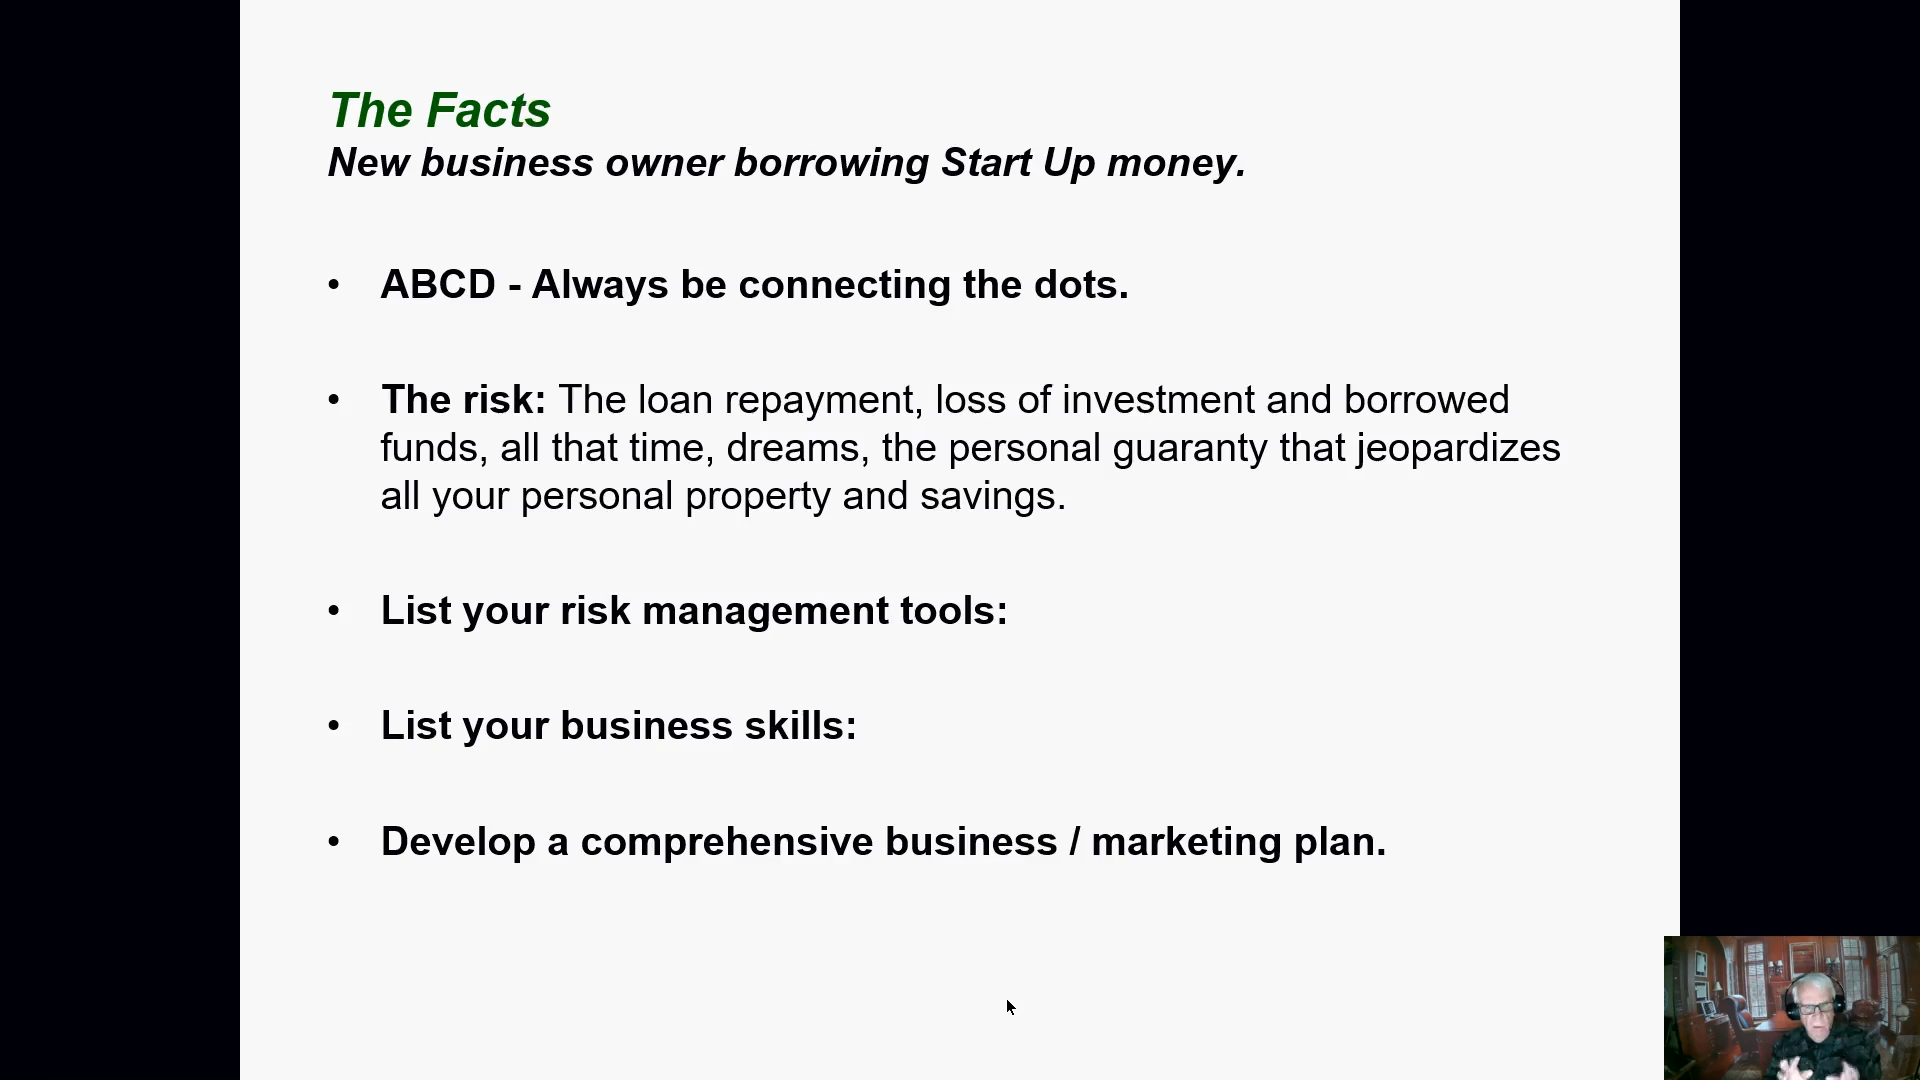 The Facts
New business owner borrowing Start Up money.
• ABCD - Always be connecting the dots.
• The risk: The loan repayment, loss of investment and borrowed
funds, all that time, dreams, the personal guaranty that jeopardizes
all your personal property and savings.
• List your risk management tools:
• List your business skills:
• Develop a comprehensive business / marketing plan.